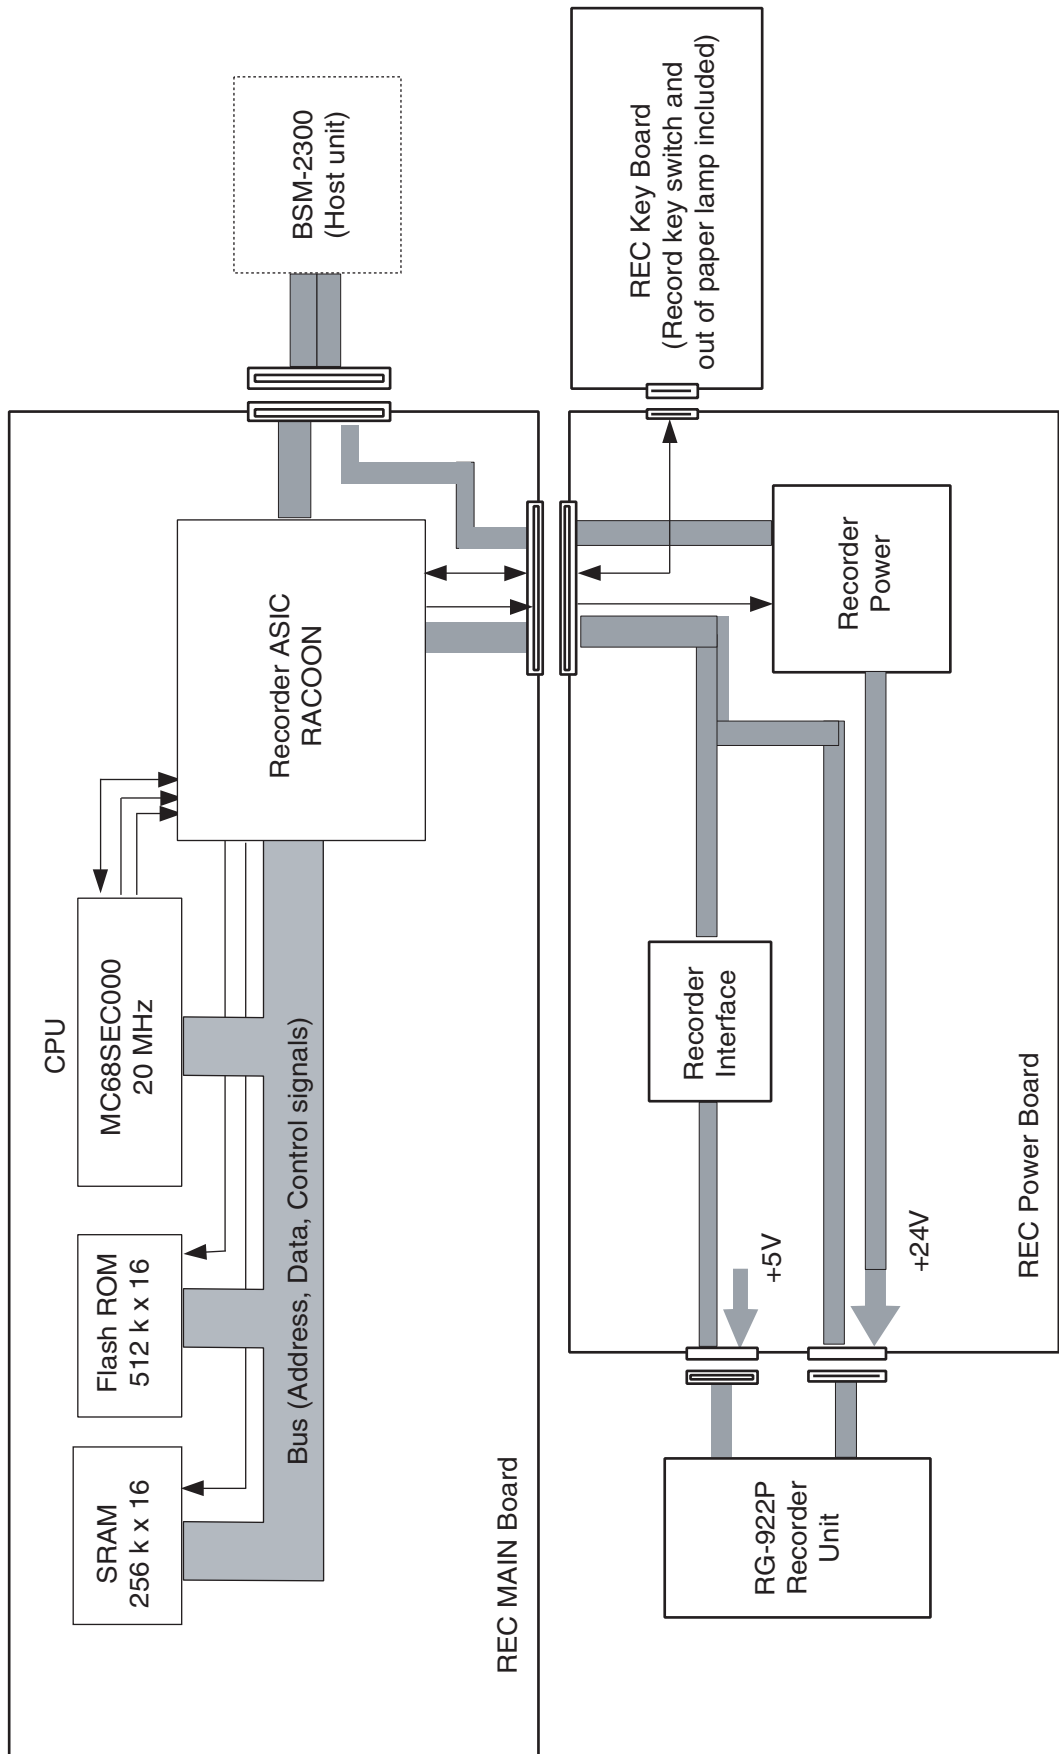 SRAM
256 k x 16
Flash ROM
512 k x 16
CPU
MC68SEC000
20 MHz
Bus (Address, Data, Control signals)
Recorder ASIC
RACOON
BSM-2300
(Host unit)
REC MAIN Board
REC Key Board
(Record key switch and
out of paper lamp included)
RG-922P
Recorder
Unit
+5V
+24V
Recorder
Interface
Recorder
Power
REC Power Board